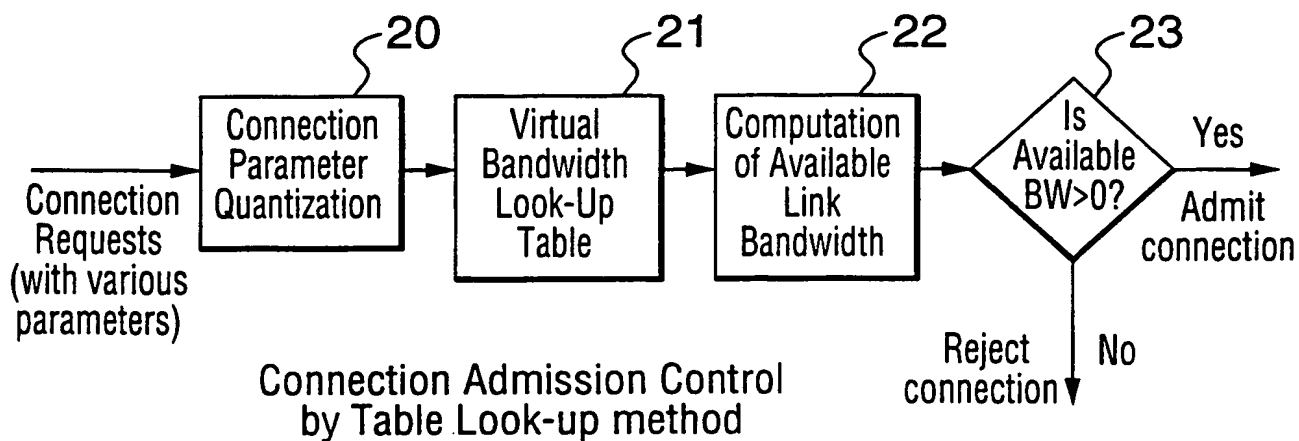 20
21
22
23
Connection
Requests
(with various
parameters)
Connection
Parameter
Quantization
Virtual
Bandwidth
Look-Up
Table
Computation
of Available
Link
Bandwidth
Is
Available
BW>0?
Yes
Admit
connection
Reject
connection
No
Connection Admission Control
by Table Look-up method